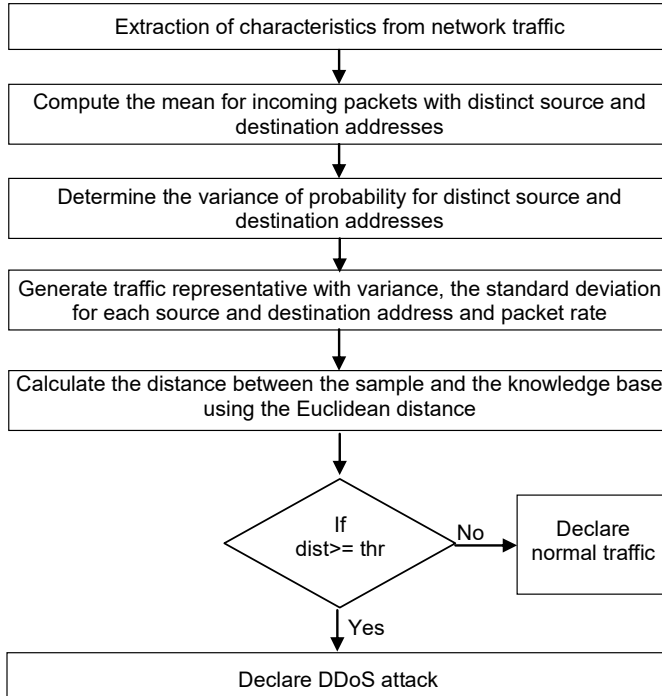 Extraction of characteristics from network traffic
Compute the mean for incoming packets with distinct source and
destination addresses
Determine the variance of probability for distinct source and
destination addresses
Generate traffic representative with variance, the standard deviation
for each source and destination address and packet rate
Calculate the distance between the sample and the knowledge base
using the Euclidean distance
If
dist>= thr
No
Declare
normal traffic
Yes
Declare DDoS attack